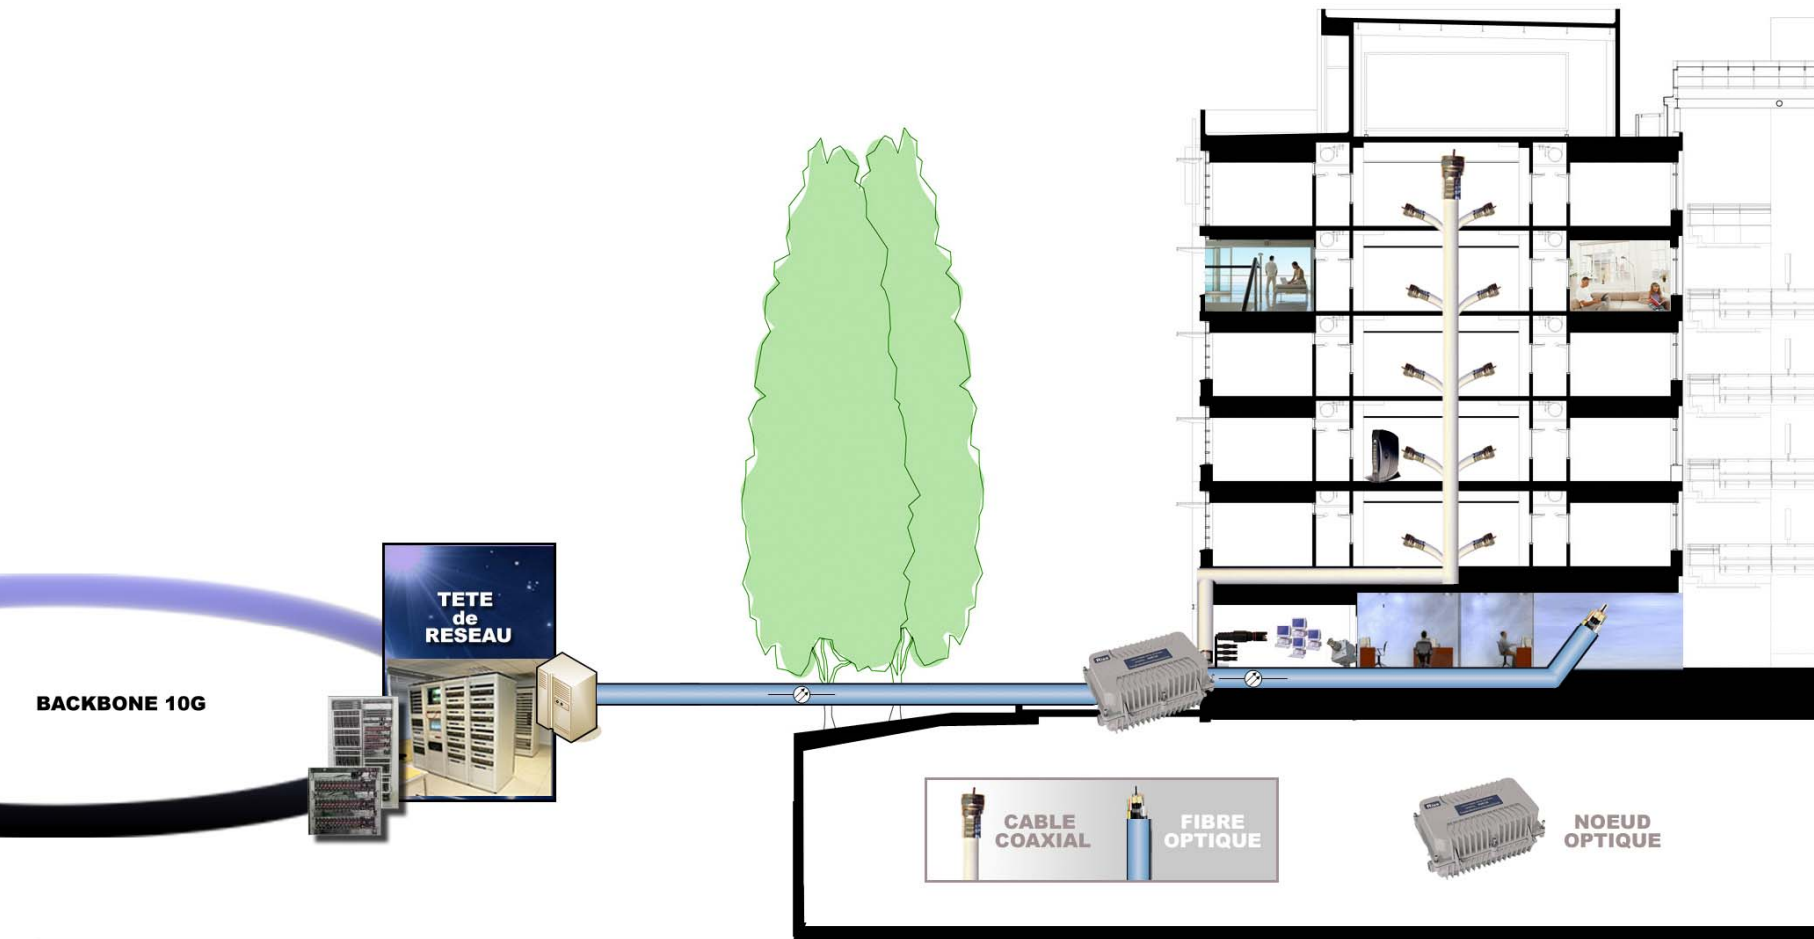 TETE
de
RESEAU
BACKBONE 10G
CABLE
COAXIAL
FIBRE
OPTIQUE
NOEUD
OPTIQUE